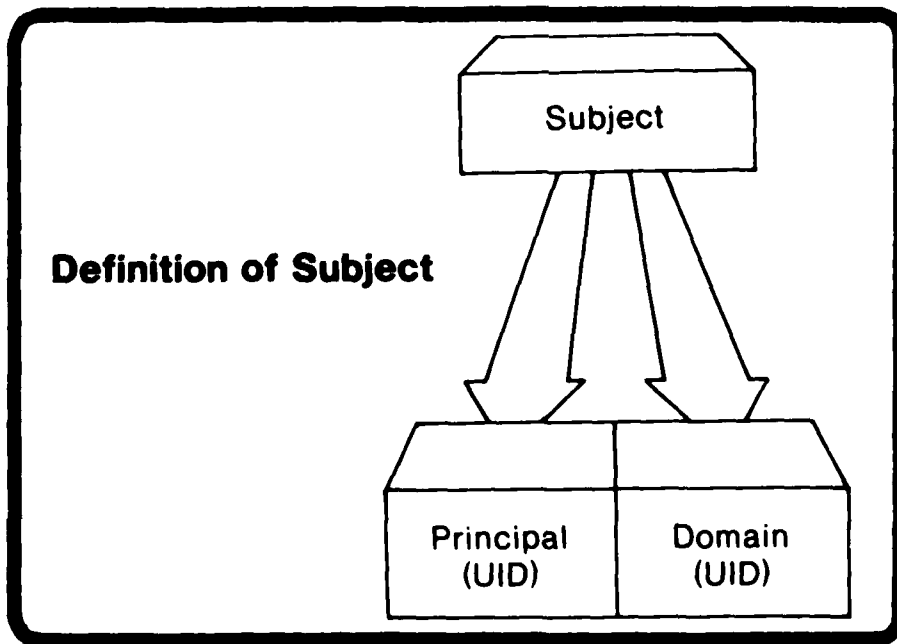 Subject
Definition of Subject
Principal
(UID)
Domain
(UID)